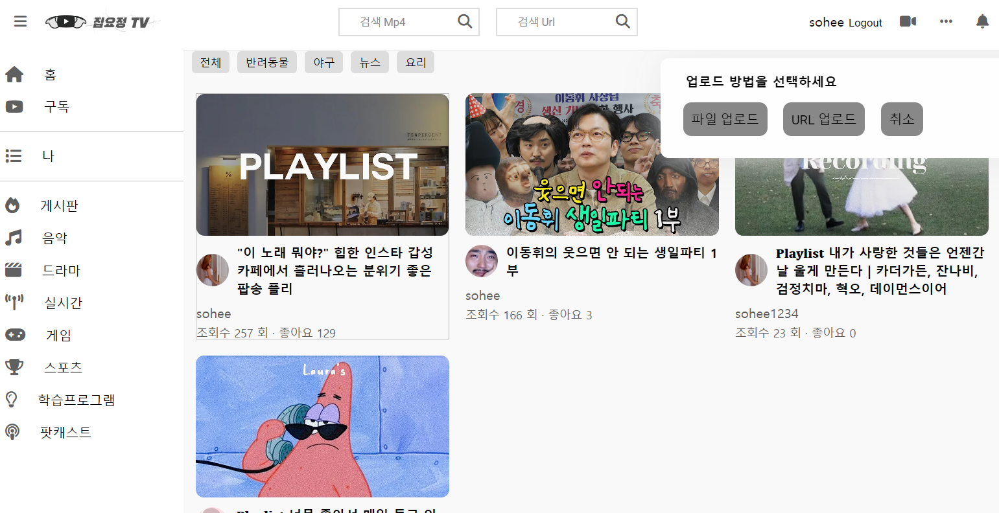 집요정 TV
검색 Mp4
검색 Url
sohee Logout
홈
구독
나
게시판
음악
드라마
실시간
게임
스포츠
학습프로그램
팟캐스트
전체
반려동물
야구
뉴스
요리
업로드 방법을 선택하세요
파일 업로드
URL 업로드
취소
TENPERCENT
%
PLAYLIST
"이 노래 뭐야?" 힙한 인스타 갑성
카페에서 흘러나오는 분위기 좋은
팝송 플리
sohee
조회수 257 회 · 좋아요 129
이동휘 사장님
경
축
웃으면 안되는
이동휘 생일파티 1부
이동휘의 웃으면 안 되는 생일파티 1
부
sohee
조회수 166 회 · 좋아요 3
Recording
Playlist 내가 사랑한 것들은 언젠간
날 울게 만든다 | 카더가든, 잔나비,
검정치마, 혁오, 데이먼스이어
sohee1234
조회수 23 회 · 좋아요 0
Laura's